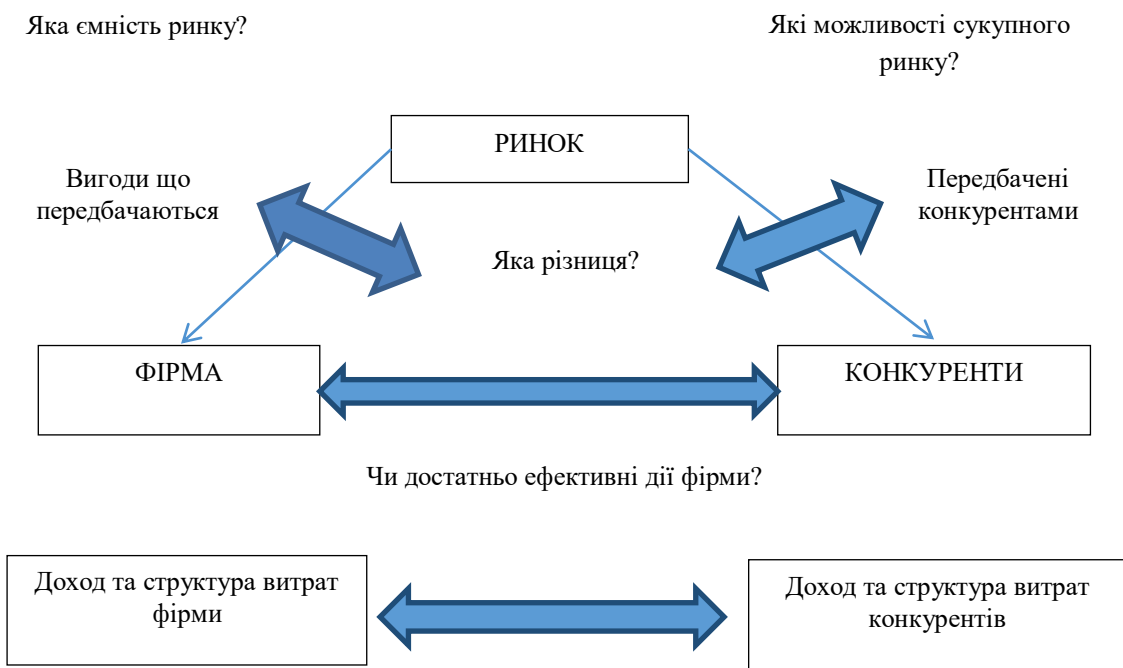 Яка ємність ринку?
Які можливості сукупного
ринку?
РИНОК
Вигоди що
передбачаються
Передбачені
конкурентами
Яка різниця?
ФІРМА
КОНКУРЕНТИ
Чи достатньо ефективні дії фірми?
Доход та структура витрат
фірми
Доход та структура витрат
конкурентів